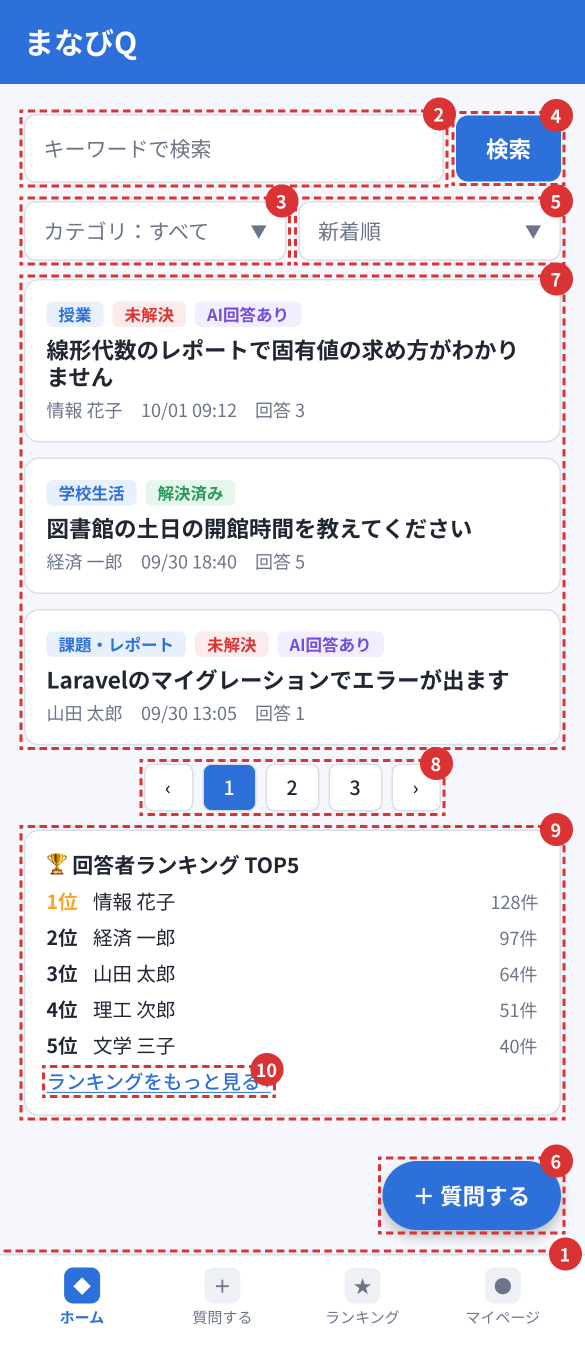 まなびQ
キーワードで検索
2
検索
4
カテゴリ：すべて ▼
3
新着順 ▼
5
7
授業 未解決 AI回答あり
線形代数のレポートで固有値の求め方がわかり
ません
情報 花子 10/01 09:12 回答 3
学校生活 解決済み
図書館の土日の開館時間を教えてください
経済 一郎 09/30 18:40 回答 5
課題・レポート 未解決 AI回答あり
Laravelのマイグレーションでエラーが出ます
山田 太郎 09/30 13:05 回答 1
8
‹ 1 2 3 ›
9
🏆 回答者ランキング TOP5
1位 情報 花子 128件
2位 経済 一郎 97件
3位 山田 太郎 64件
4位 理工 次郎 51件
5位 文学 三子 40件
ランキングをもっと見る
10
6
＋ 質問する
1
ホーム 質問する ランキング マイページ